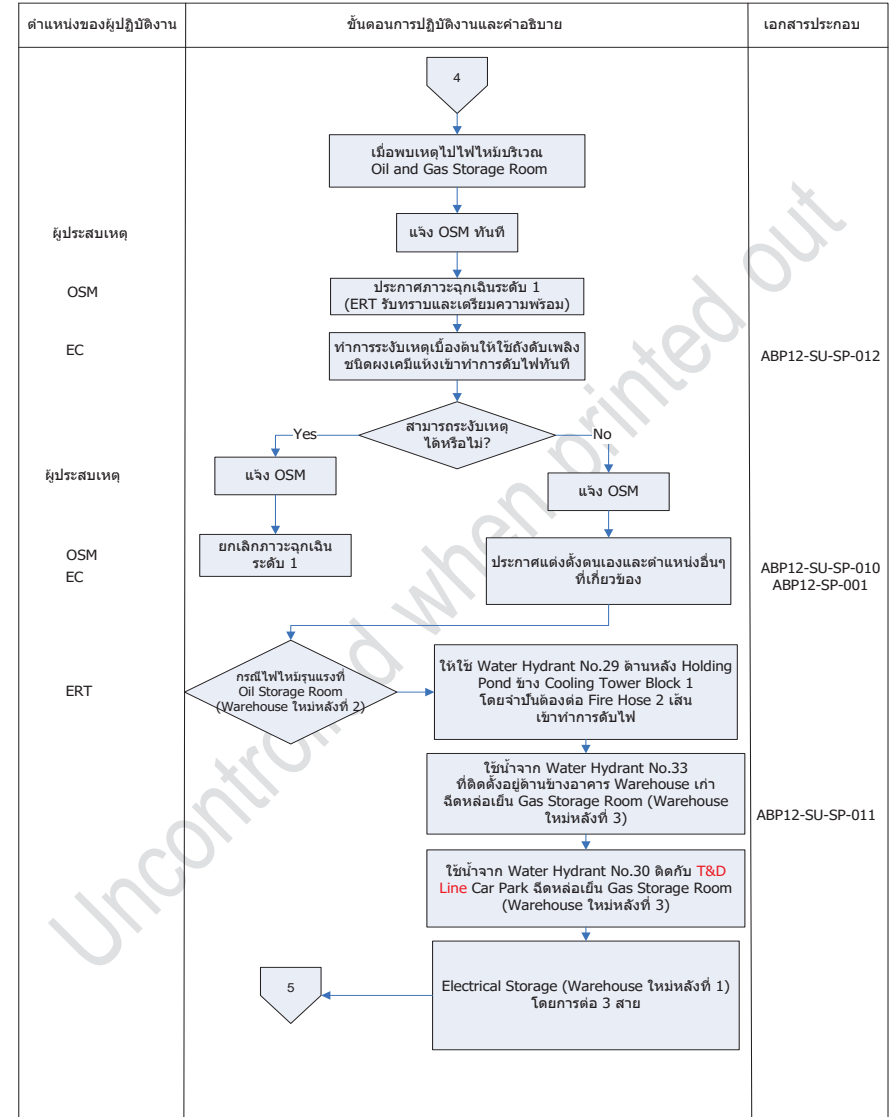 ตำแหน่งของผู้ปฏิบัติงาน
ขั้นตอนการปฏิบัติงานและคำอธิบาย
เอกสารประกอบ
4
เมื่อพบเหตุไปไฟไหม้บริเวณ
Oil and Gas Storage Room
ผู้ประสบเหตุ
แจ้ง OSM ทันที
OSM
ประกาศภาวะฉุกเฉินระดับ 1
(ERT รับทราบและเตรียมความพร้อม)
EC
ทำการระงับเหตุเบื้องต้นให้ใช้ถังดับเพลิง
ชนิดผงเคมีแห้งเข้าทำการดับไฟทันที
ABP12-SU-SP-012
สามารถระงับเหตุ
ได้หรือไม่?
Yes
No
ผู้ประสบเหตุ
แจ้ง OSM
แจ้ง OSM
OSM
EC
ยกเลิกภาวะฉุกเฉิน
ระดับ 1
ประกาศแต่งตั้งตนเองและตำแหน่งอื่นๆ
ที่เกี่ยวข้อง
ABP12-SU-SP-010
ABP12-SP-001
ERT
กรณีไฟไหม้รุนแรงที่
Oil Storage Room
(Warehouse ใหม่หลังที่ 2)
ให้ใช้ Water Hydrant No.29 ด้านหลัง Holding
Pond ข้าง Cooling Tower Block 1
โดยจำเป็นต้องต่อ Fire Hose 2 เส้น
เข้าทำการดับไฟ
ใช้น้ำจาก Water Hydrant No.33
ที่ติดตั้งอยู่ด้านข้างอาคาร Warehouse เก่า
ฉีดหล่อเย็น Gas Storage Room (Warehouse
ใหม่หลังที่ 3)
ABP12-SU-SP-011
ใช้น้ำจาก Water Hydrant No.30 ติดกับ T&D
Line Car Park ฉีดหล่อเย็น Gas Storage Room
(Warehouse ใหม่หลังที่ 3)
Electrical Storage (Warehouse ใหม่หลังที่ 1)
โดยการต่อ 3 สาย
5
Uncontrolled when printed out